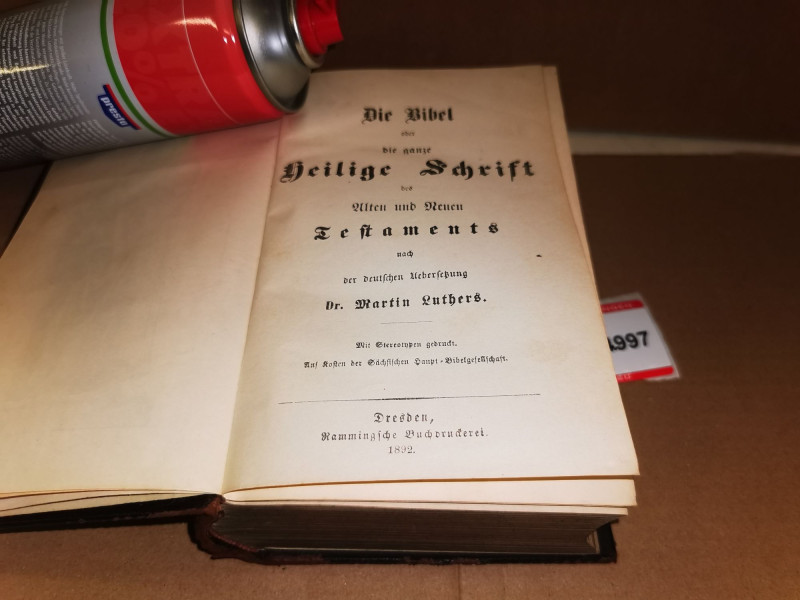 presto
Die Bibel
oder
die ganze
Heilige Schrift
des
Alten und Neuen
Testaments
nach
der deutschen Uebersetzung
Dr. Martin Luthers.
Mit Stereotypen gedruckt.
Auf Kosten der Sächsischen Haupt-Bibelgesellschaft.
Dresden,
Rammingsche Buchdruckerei.
1892.
997